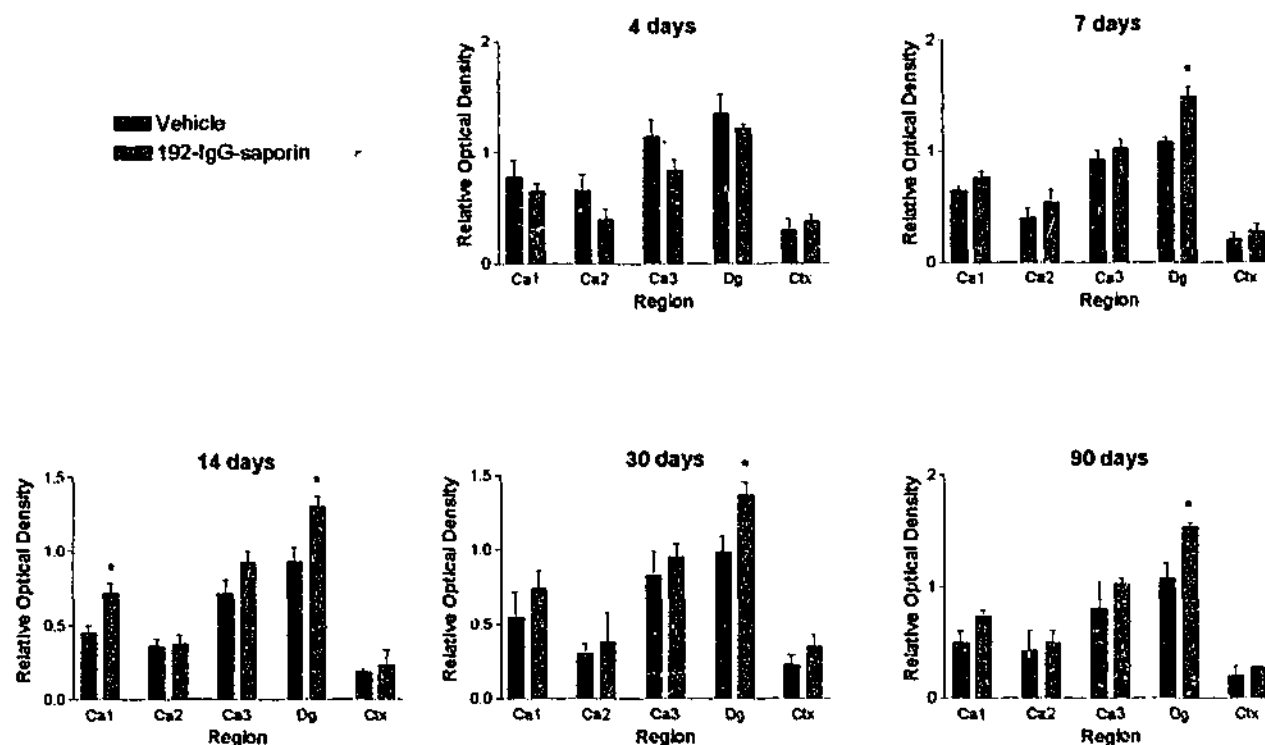 Vehicle
192-IgG-saporin
4 days
Relative Optical Density
2
1
0
Ca1 Ca2 Ca3 Dg Ctx
Region
7 days
Relative Optical Density
2
1
0
*
Ca1 Ca2 Ca3 Dg Ctx
Region
14 days
Relative Optical Density
1.5
1.0
0.5
0.0
*
*
Ca1 Ca2 Ca3 Dg Ctx
Region
30 days
Relative Optical Density
1.5
1.0
0.5
0.0
*
Ca1 Ca2 Ca3 Dg Ctx
Region
90 days
Relative Optical Density
2
1
0
*
Ca1 Ca2 Ca3 Dg Ctx
Region